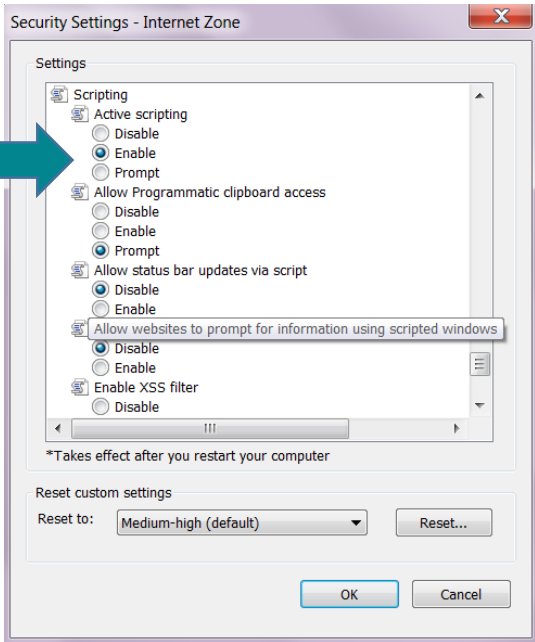 Security Settings - Internet Zone
Settings
Scripting
Active scripting
Disable
Enable
Prompt
Allow Programmatic clipboard access
Disable
Enable
Prompt
Allow status bar updates via script
Disable
Enable
Allow websites to prompt for information using scripted windows
Disable
Enable
Enable XSS filter
Disable
*Takes effect after you restart your computer
Reset custom settings
Reset to: Medium-high (default) Reset...
OK Cancel